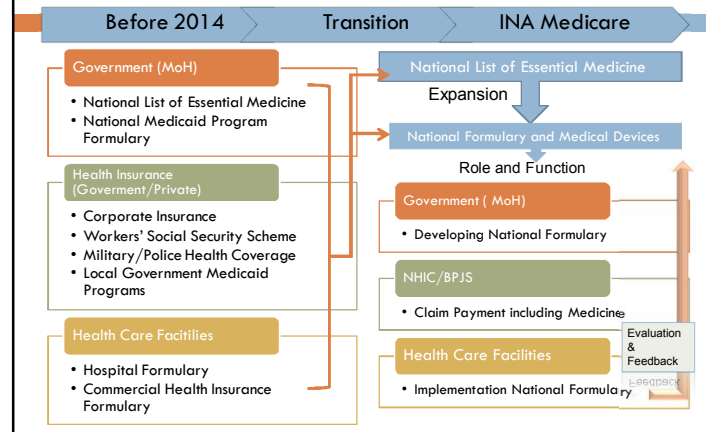 Before 2014
Transition
INA Medicare
Government (MoH)
• National List of Essential Medicine
• National Medicaid Program
Formulary
Health Insurance
(Goverment/Private)
• Corporate Insurance
• Workers' Social Security Scheme
• Military/Police Health Coverage
• Local Government Medicaid
Programs
Health Care Facitilies
• Hospital Formulary
• Commercial Health Insurance
Formulary
National List of Essential Medicine
Expansion
National Formulary and Medical Devices
Role and Function
Government ( MoH)
• Developing National Formulary
NHIC/BPJS
• Claim Payment including Medicine
Health Care Facilities
• Implementation National Formulary
Evaluation
&
Feedback